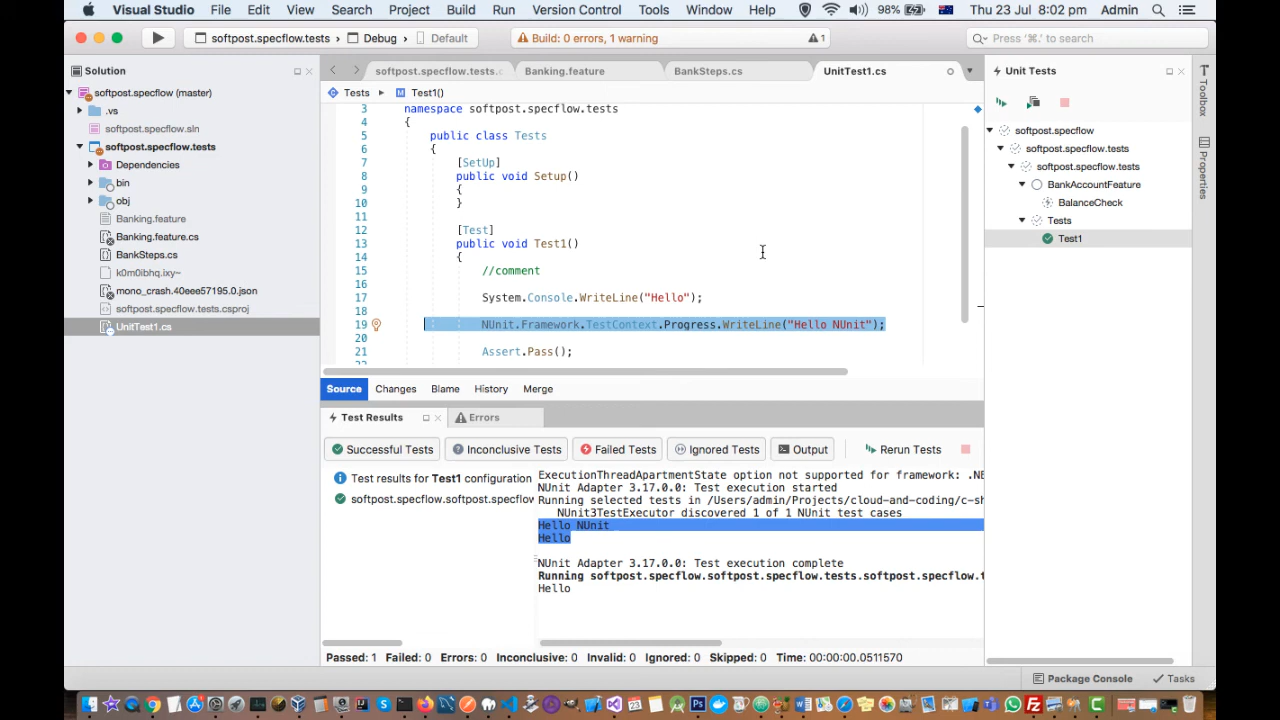 Visual Studio File Edit View Search Project Build Run Version Control Tools Window Help 98% Thu 23 Jul 8:02 pm Admin
softpost.specflow.tests Debug Default Build: 0 errors, 1 warning 1 Press '⌘.' to search
Solution
softpost.specflow (master)
.vs
softpost.specflow.sln
softpost.specflow.tests
Dependencies
bin
obj
Banking.feature
Banking.feature.cs
BankSteps.cs
k0m0ibhq.ixy~
mono_crash.40eee57195.0.json
softpost.specflow.tests.csproj
UnitTest1.cs
softpost.specflow.tests.c Banking.feature BankSteps.cs UnitTest1.cs
Tests Test1()
3 namespace softpost.specflow.tests
4 {
5 public class Tests
6 {
7 [SetUp]
8 public void Setup()
9 {
10 }
11
12 [Test]
13 public void Test1()
14 {
15 //comment
16
17 System.Console.WriteLine("Hello");
18
19 NUnit.Framework.TestContext.Progress.WriteLine("Hello NUnit");
20
21 Assert.Pass();
Source Changes Blame History Merge
Test Results Errors
Successful Tests Inconclusive Tests Failed Tests Ignored Tests Output Rerun Tests
Test results for Test1 configuration
softpost.specflow.softpost.specflow
ExecutionThreadApartmentState option not supported for framework: .NE
NUnit Adapter 3.17.0.0: Test execution started
Running selected tests in /Users/admin/Projects/cloud-and-coding/c-sh
NUnit3TestExecutor discovered 1 of 1 NUnit test cases
Hello NUnit
Hello
NUnit Adapter 3.17.0.0: Test execution complete
Running softpost.specflow.softpost.specflow.tests.softpost.specflow.t
Hello
Passed: 1 Failed: 0 Errors: 0 Inconclusive: 0 Invalid: 0 Ignored: 0 Skipped: 0 Time: 00:00:00.0511570
Unit Tests
softpost.specflow
softpost.specflow.tests
softpost.specflow.tests
BankAccountFeature
BalanceCheck
Tests
Test1
Toolbox
Properties
Package Console Tasks